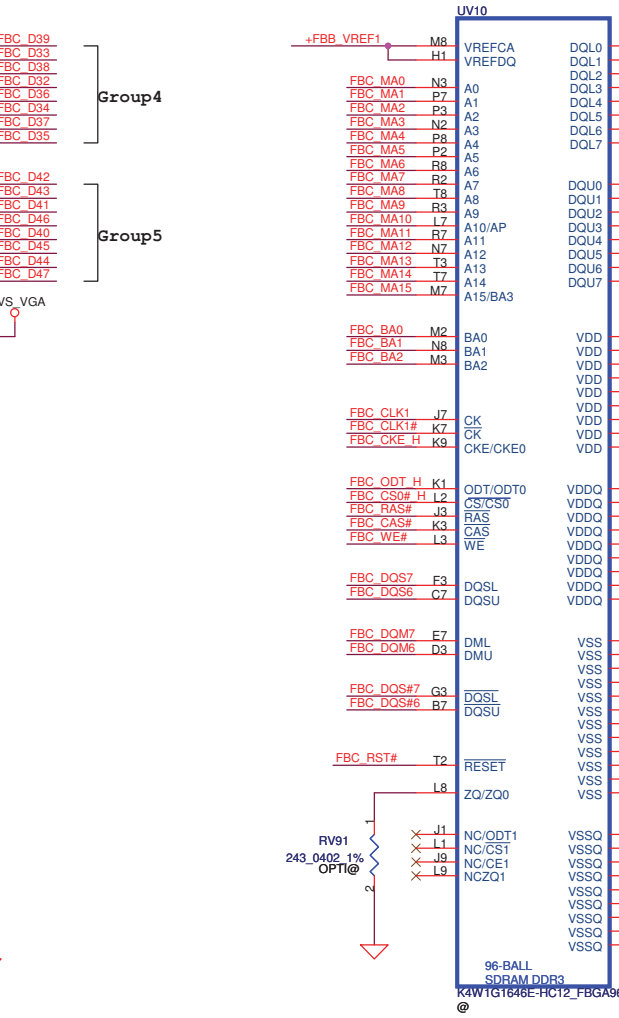 FBC_D39
FBC_D33
FBC_D38
FBC_D32
FBC_D36
FBC_D34
FBC_D37
FBC_D35
Group4
FBC_D42
FBC_D43
FBC_D41
FBC_D46
FBC_D40
FBC_D45
FBC_D44
FBC_D47
Group5
VS_VGA
UV10
+FBB_VREF1 M8 VREFCA DQL0
H1 VREFDQ DQL1
DQL2
FBC_MA0 N3 A0 DQL3
FBC_MA1 P7 A1 DQL4
FBC_MA2 P3 A2 DQL5
FBC_MA3 N2 A3 DQL6
FBC_MA4 P8 A4 DQL7
FBC_MA5 P2 A5
FBC_MA6 R8 A6
FBC_MA7 R2 A7 DQU0
FBC_MA8 T8 A8 DQU1
FBC_MA9 R3 A9 DQU2
FBC_MA10 L7 A10/AP DQU3
FBC_MA11 R7 A11 DQU4
FBC_MA12 N7 A12 DQU5
FBC_MA13 T3 A13 DQU6
FBC_MA14 T7 A14 DQU7
FBC_MA15 M7 A15/BA3
FBC_BA0 M2 BA0 VDD
FBC_BA1 N8 BA1 VDD
FBC_BA2 M3 BA2 VDD
VDD
VDD
VDD
FBC_CLK1 J7 CK VDD
FBC_CLK1# K7 CK VDD
FBC_CKE_H K9 CKE/CKE0 VDD
FBC_ODT_H K1 ODT/ODT0 VDDQ
FBC_CS0#_H L2 CS/CS0 VDDQ
FBC_RAS# J3 RAS VDDQ
FBC_CAS# K3 CAS VDDQ
FBC_WE# L3 WE VDDQ
VDDQ
VDDQ
FBC_DQS7 F3 DQSL VDDQ
FBC_DQS6 C7 DQSU VDDQ
FBC_DQM7 E7 DML VSS
FBC_DQM6 D3 DMU VSS
VSS
VSS
FBC_DQS#7 G3 DQSL VSS
FBC_DQS#6 B7 DQSU VSS
VSS
VSS
VSS
FBC_RST# T2 RESET VSS
VSS
L8 ZQ/ZQ0 VSS
1
RV91
243_0402_1%
OPTI@
2
J1 NC/ODT1 VSSQ
L1 NC/CS1 VSSQ
J9 NC/CE1 VSSQ
L9 NCZQ1 VSSQ
VSSQ
VSSQ
VSSQ
VSSQ
VSSQ
96-BALL
SDRAM DDR3
K4W1G1646E-HC12_FBGA96
@